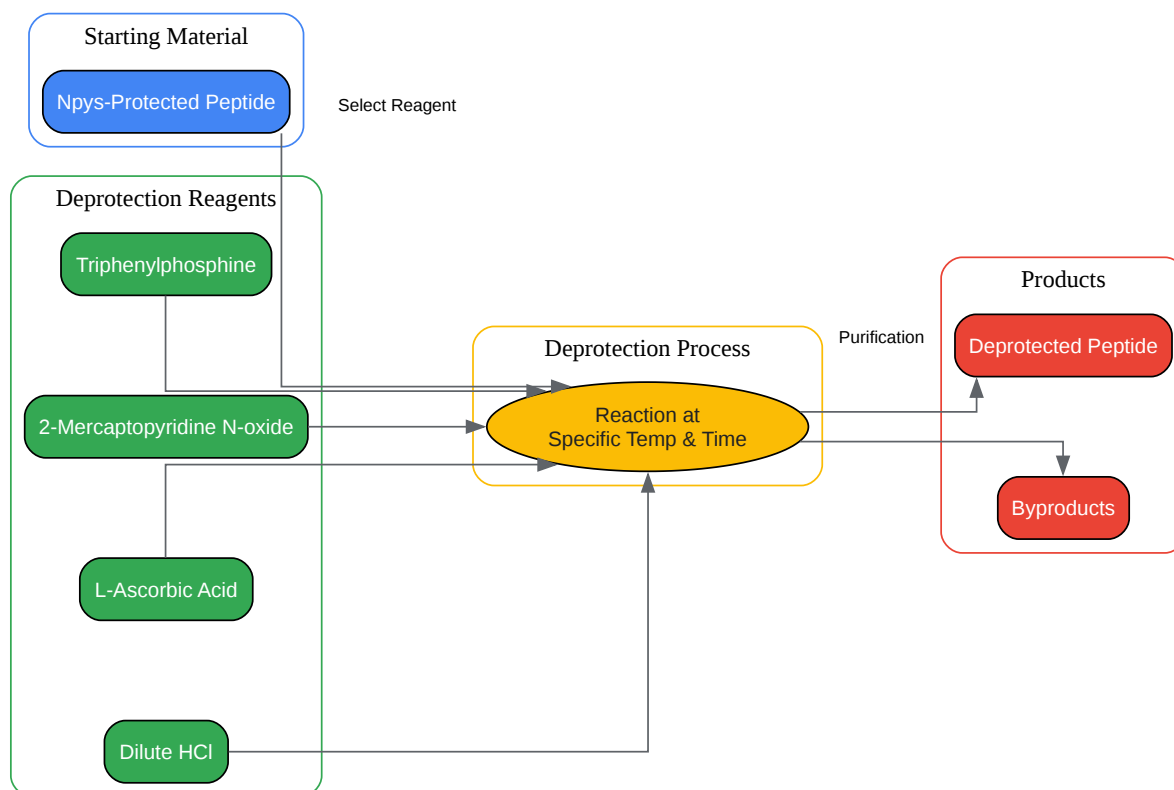 Starting Material
Npys-Protected Peptide
Select Reagent
Deprotection Reagents
Triphenylphosphine
2-Mercaptopyridine N-oxide
L-Ascorbic Acid
Dilute HCl
Deprotection Process
Reaction at
Specific Temp & Time
Purification
Products
Deprotected Peptide
Byproducts